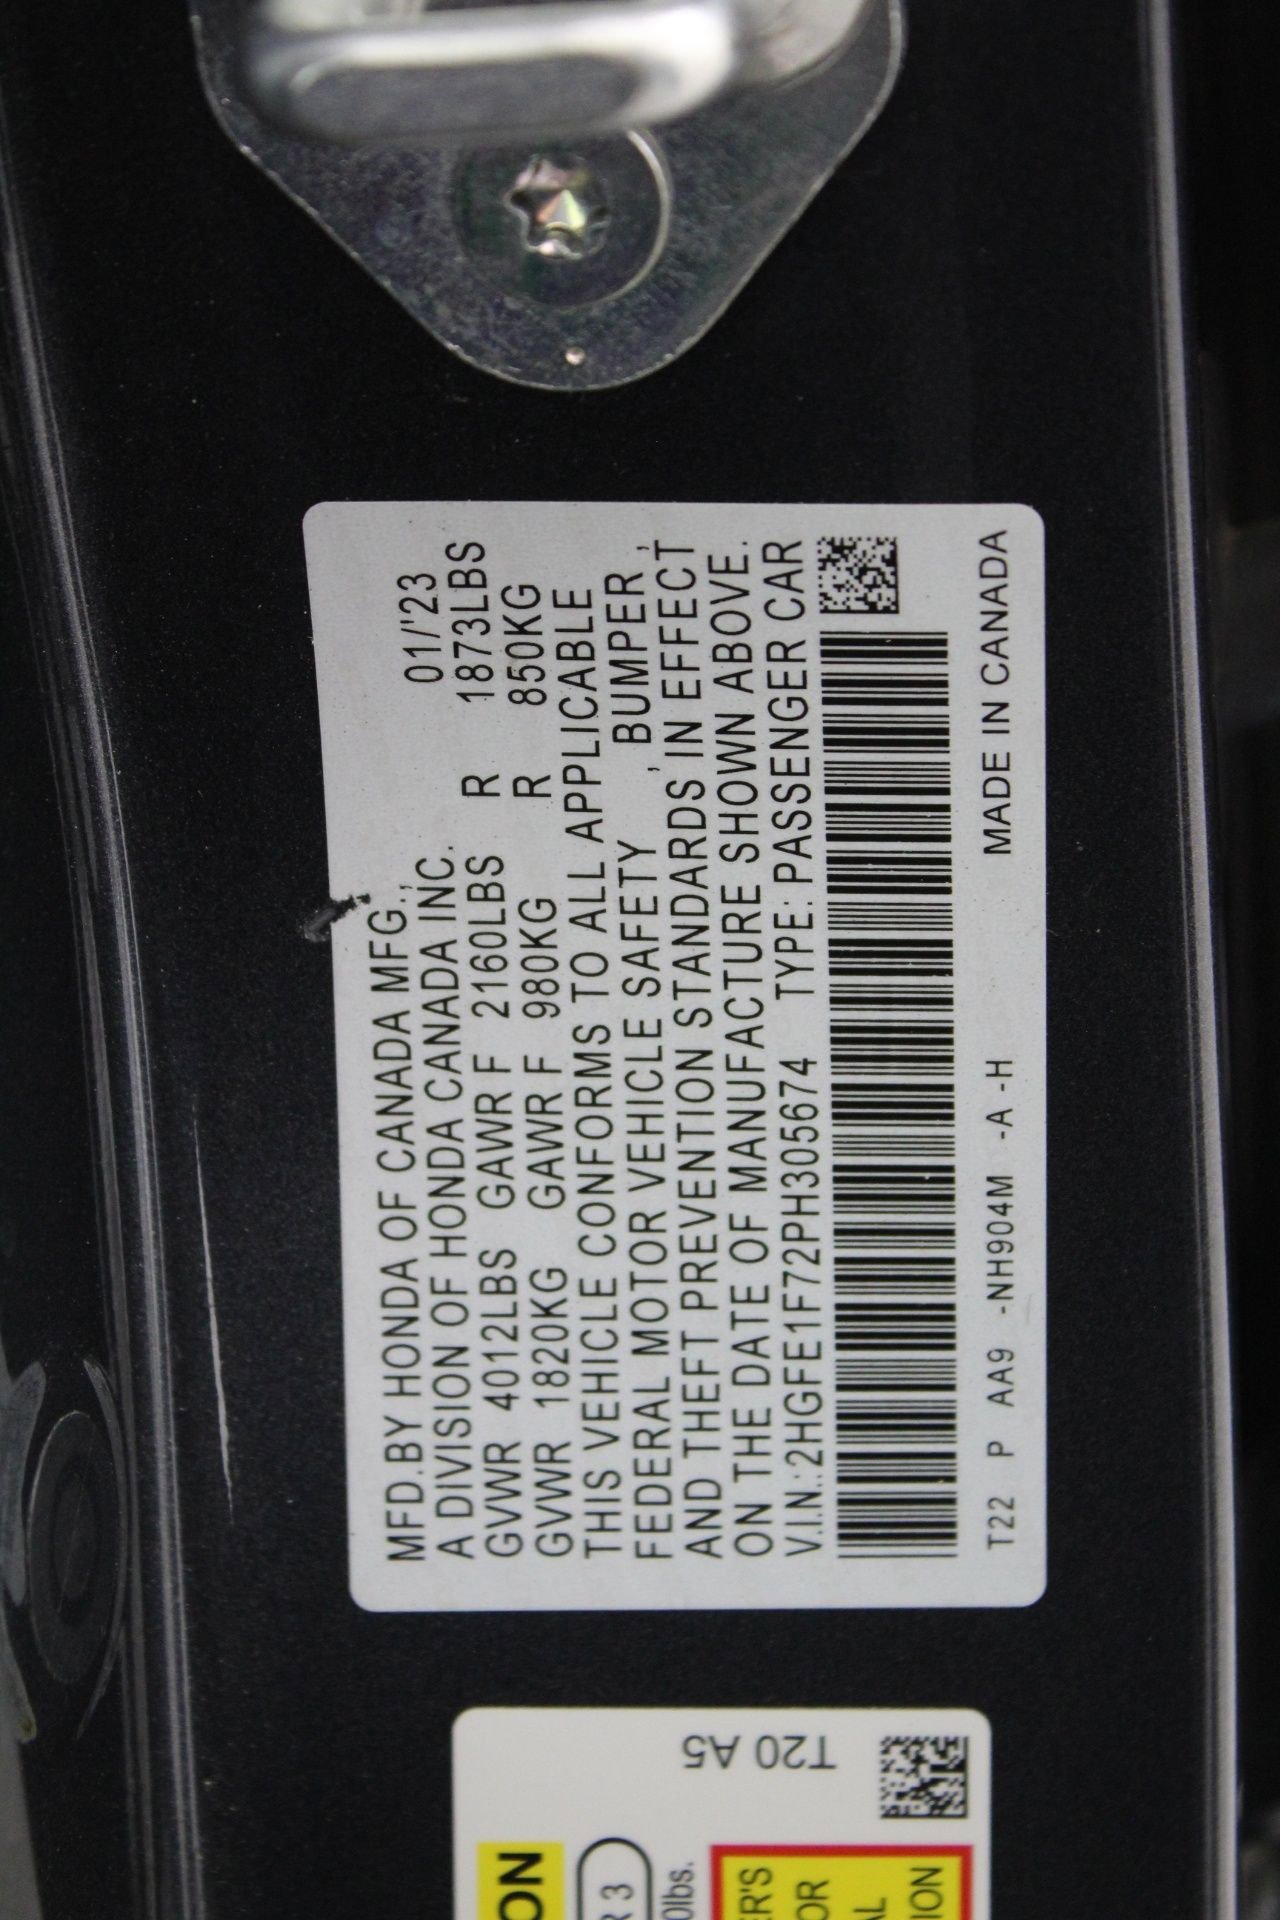 MFD.BY HONDA OF CANADA MFG., 01/'23
A DIVISION OF HONDA CANADA INC.
GVWR 4012LBS GAWR F 2160LBS R 1873LBS
GVWR 1820KG GAWR F 980KG R 850KG
THIS VEHICLE CONFORMS TO ALL APPLICABLE
FEDERAL MOTOR VEHICLE SAFETY , BUMPER ,
AND THEFT PREVENTION STANDARDS IN EFFECT
ON THE DATE OF MANUFACTURE SHOWN ABOVE.
V.I.N.:2HGFE1F72PH305674 TYPE: PASSENGER CAR
T22 P AA9 -NH904M -A -H MADE IN CANADA
T20 A5